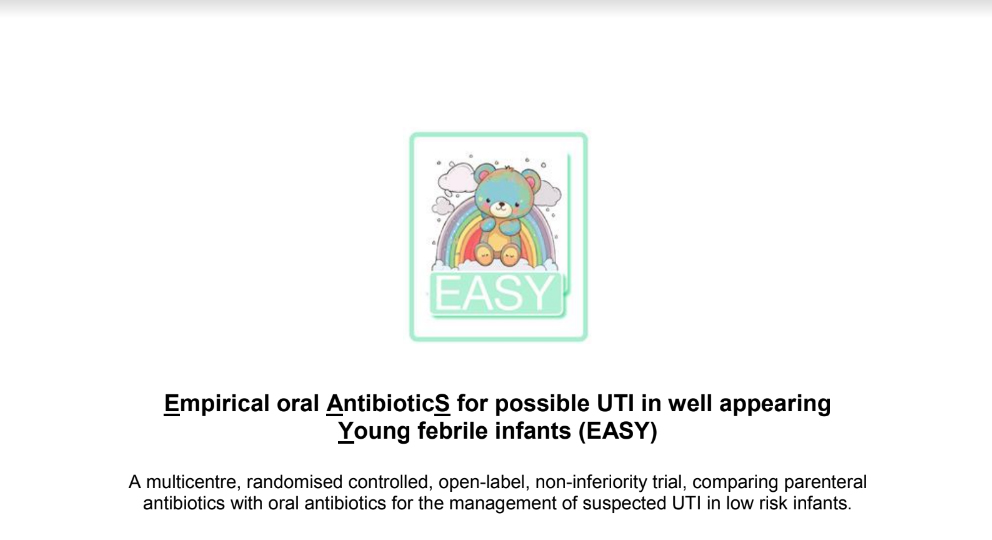 EASY
Empirical oral AntibioticS for possible UTI in well appearing
Young febrile infants (EASY)
A multicentre, randomised controlled, open-label, non-inferiority trial, comparing parenteral
antibiotics with oral antibiotics for the management of suspected UTI in low risk infants.